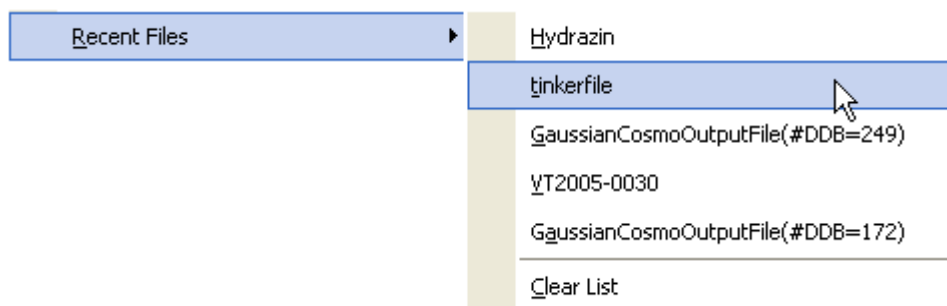 Recent Files
Hydrazin
tinkerfile
GaussianCosmoOutputFile(#DDB=249)
VT2005-0030
GaussianCosmoOutputFile(#DDB=172)
Clear List